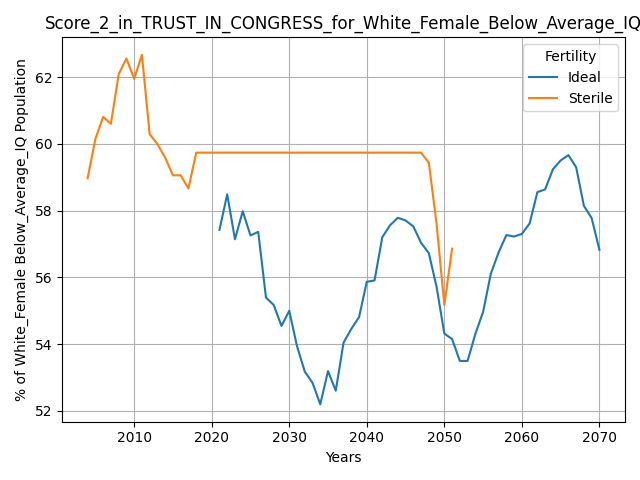 Score_2_in_TRUST_IN_CONGRESS_for_White_Female_Below_Average_IQ
% of White_Female Below_Average_IQ Population
62
60
58
56
54
52
Fertility
Ideal
Sterile
2010
2020
2030
2040
2050
2060
2070
Years